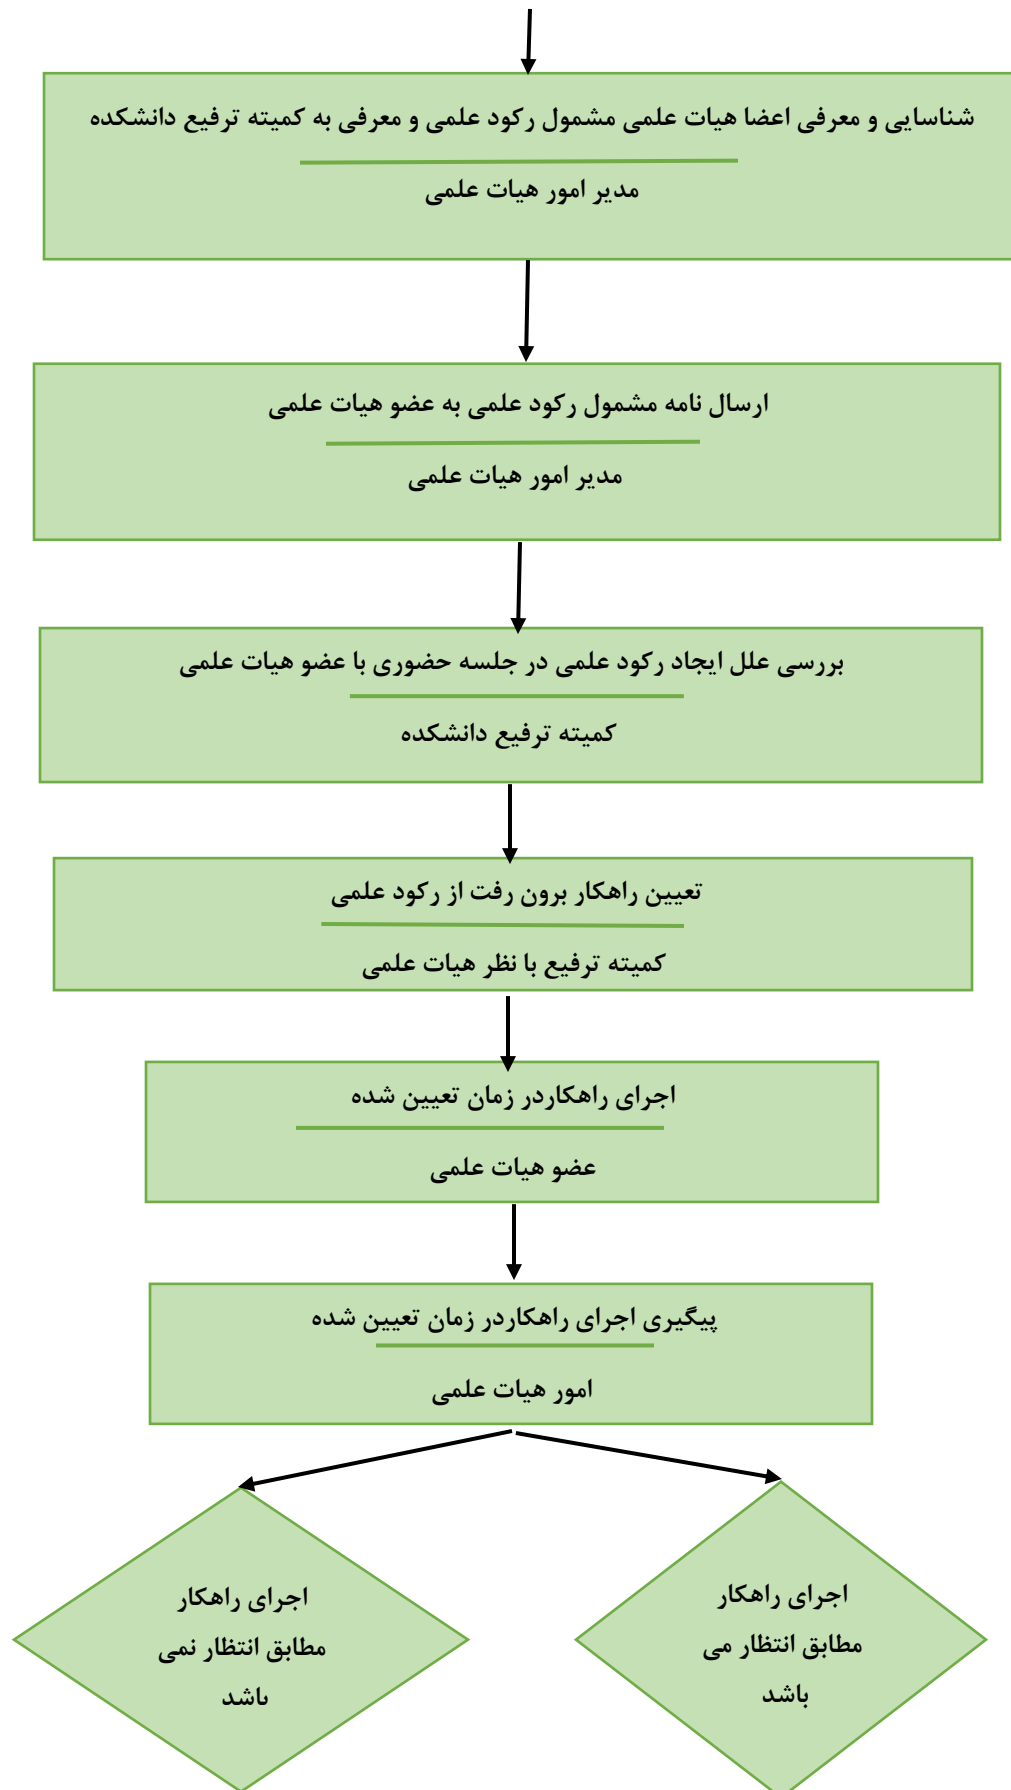 شناسایی و معرفی اعضا هیات علمی مشمول رکود علمی و معرفی به کمیته ترفیع دانشکده
مدیر امور هیات علمی
ارسال نامه مشمول رکود علمی به عضو هیات علمی
مدیر امور هیات علمی
بررسی علل ایجاد رکود علمی در جلسه حضوری با عضو هیات علمی
کمیته ترفیع دانشکده
تعیین راهکار برون رفت از رکود علمی
کمیته ترفیع با نظر هیات علمی
اجرای راهکاردر زمان تعیین شده
عضو هیات علمی
پیگیری اجرای راهکاردر زمان تعیین شده
امور هیات علمی
اجرای راهکار
مطابق انتظار می
باشد
اجرای راهکار
مطابق انتظار نمی
باشد